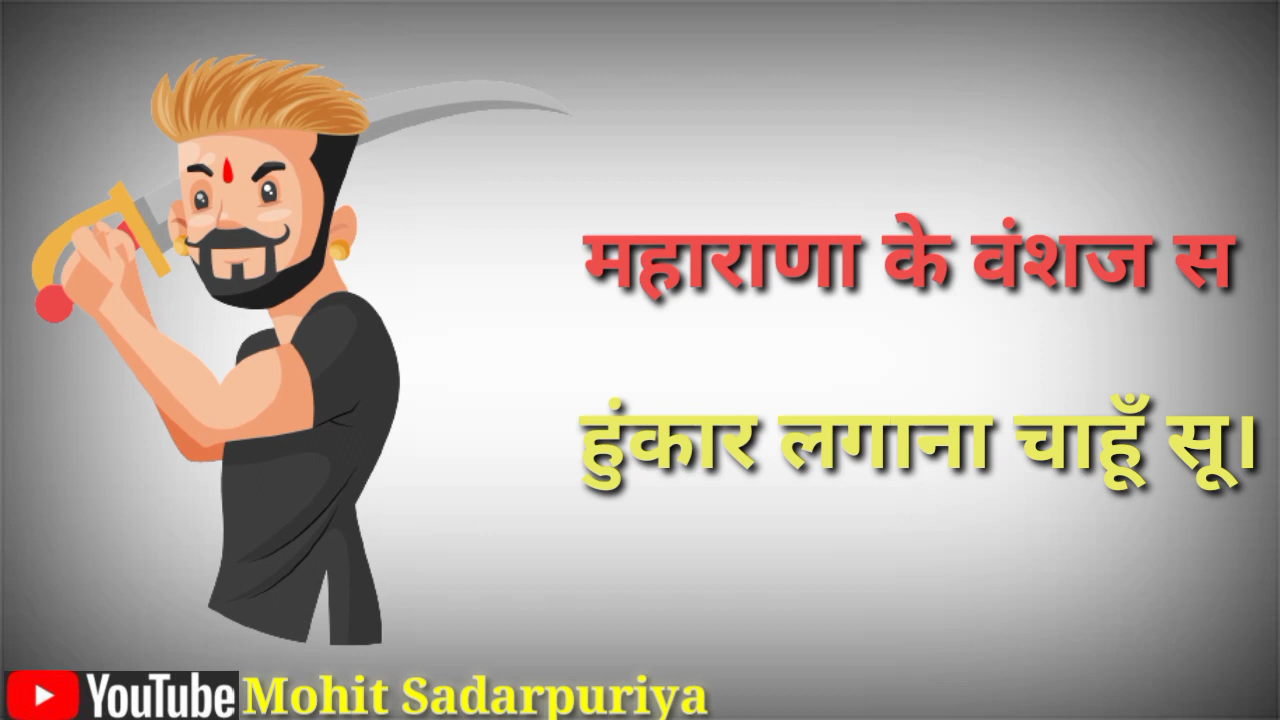 महाराणा के वंशज स
हुंकार लगाना चाहूँ सू।
YouTube Mohit Sadarpuriya